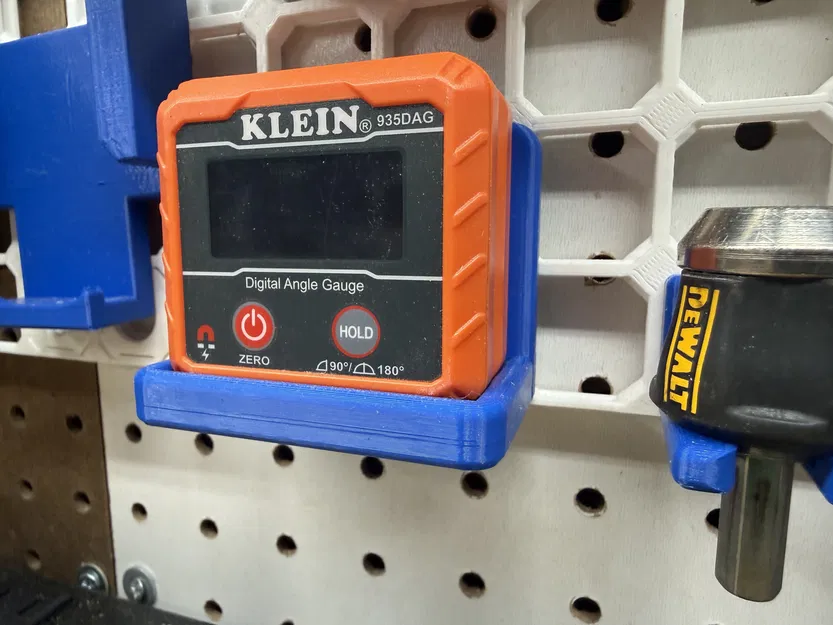 KLEIN® 935DAG
Digital Angle Gauge
HOLD
ZERO
90°/ 180°
DEWALT